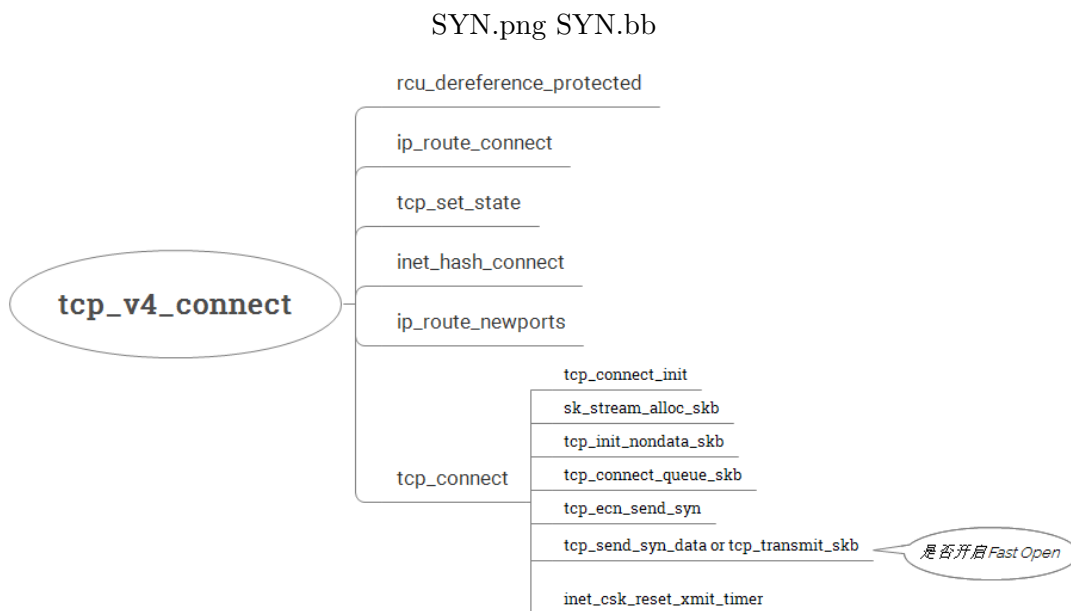 SYN.png SYN.bb
rcu_dereference_protected
ip_route_connect
tcp_set_state
inet_hash_connect
tcp_v4_connect
ip_route_newports
tcp_connect_init
sk_stream_alloc_skb
tcp_init_nondata_skb
tcp_connect
tcp_connect_queue_skb
tcp_ecn_send_syn
tcp_send_syn_data or tcp_transmit_skb
是否开启Fast Open
inet_csk_reset_xmit_timer